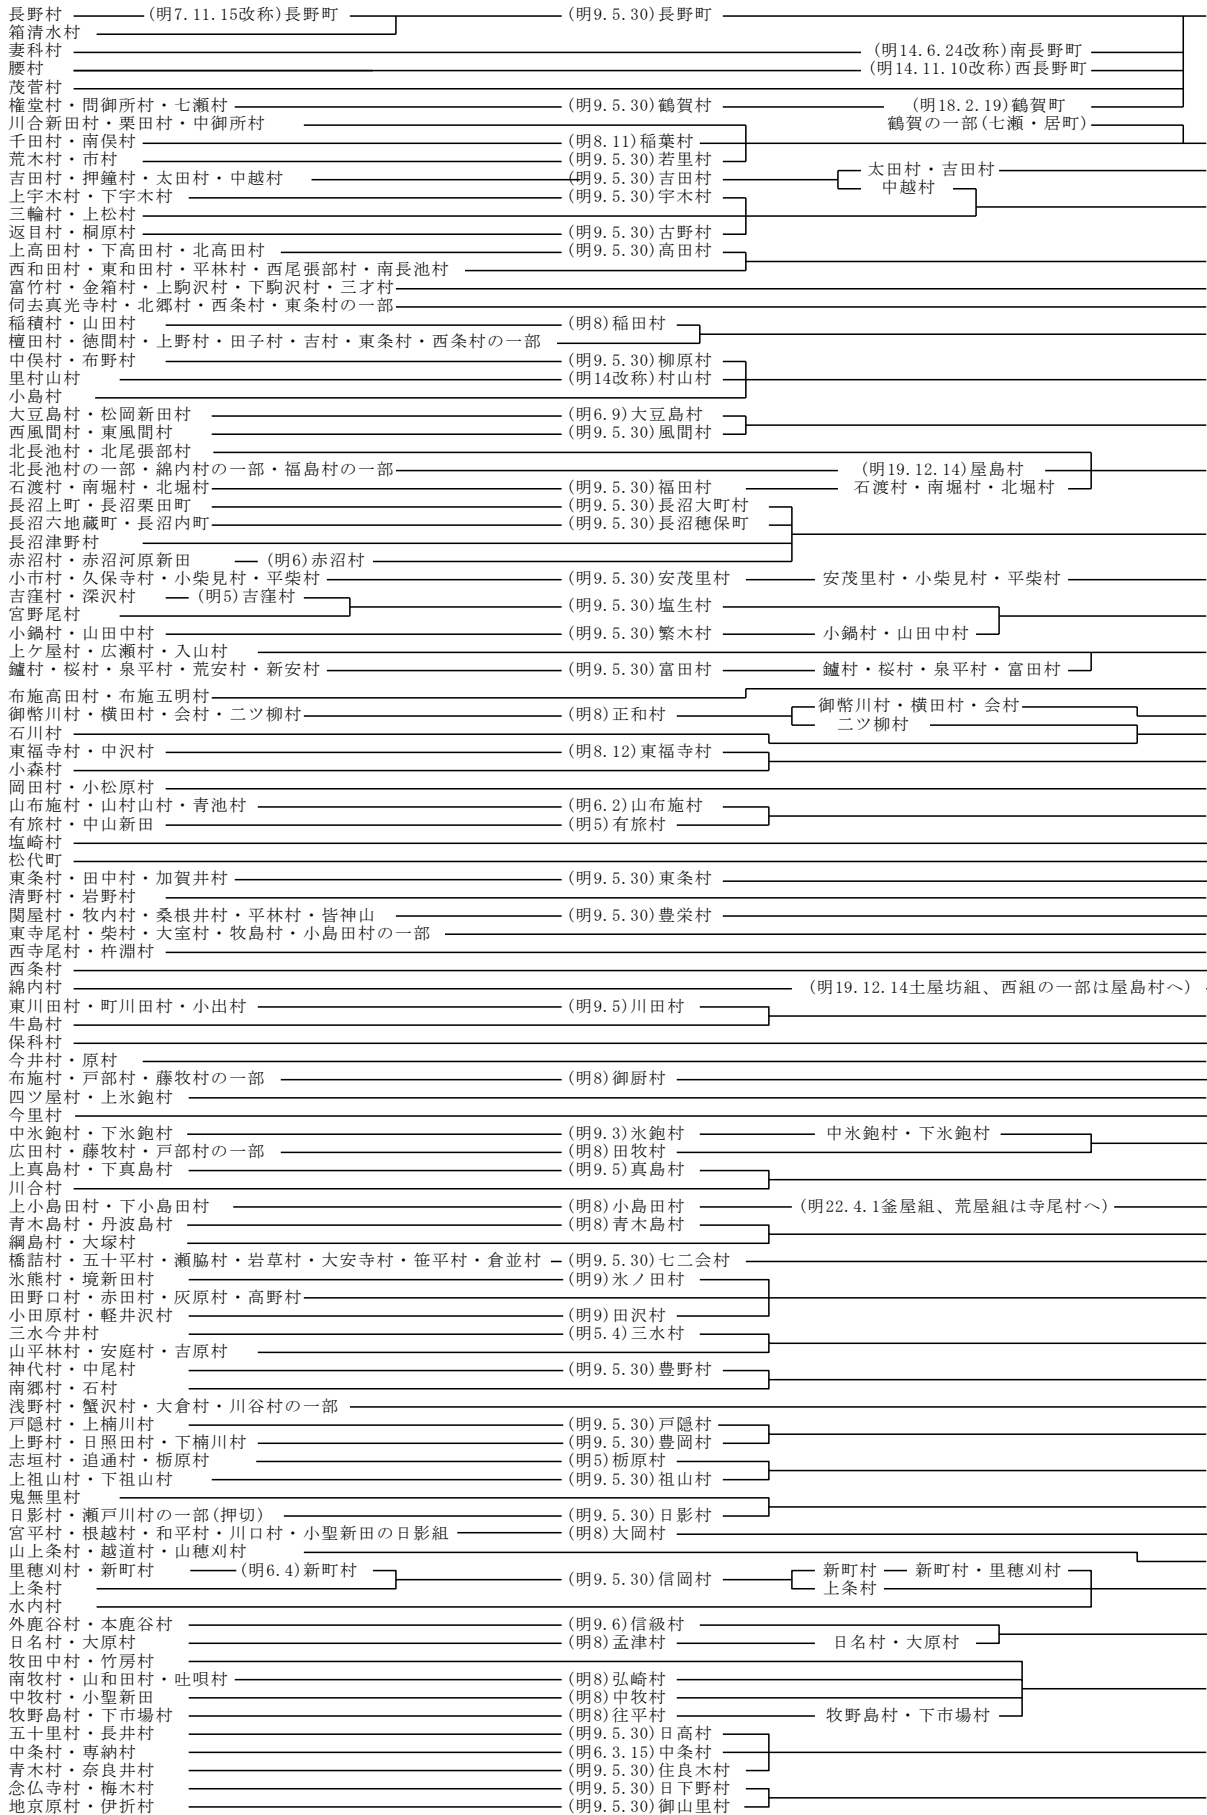 長野村 (明7.11.15改称)長野町 (明9.5.30)長野町
箱清水村
妻科村 (明14.6.24改称)南長野町
腰村 (明14.11.10改称)西長野町
茂菅村
権堂村・問御所村・七瀬村 (明9.5.30)鶴賀村 (明18.2.19)鶴賀町
川合新田村・栗田村・中御所村 鶴賀の一部(七瀬・居町)
千田村・南俣村 (明8.11)稲葉村
荒木村・市村 (明9.5.30)若里村
吉田村・押鐘村・太田村・中越村 (明9.5.30)吉田村 太田村・吉田村
上宇木村・下宇木村 (明9.5.30)宇木村 中越村
三輪村・上松村
返目村・桐原村 (明9.5.30)古野村
上高田村・下高田村・北高田村 (明9.5.30)高田村
西和田村・東和田村・平林村・西尾張部村・南長池村
富竹村・金箱村・上駒沢村・下駒沢村・三才村
伺去真光寺村・北郷村・西条村・東条村の一部
稲積村・山田村 (明8)稲田村
檀田村・徳間村・上野村・田子村・吉村・東条村・西条村の一部
中俣村・布野村 (明9.5.30)柳原村
里村山村 (明14改称)村山村
小島村
大豆島村・松岡新田村 (明6.9)大豆島村
西風間村・東風間村 (明9.5.30)風間村
北長池村・北尾張部村
北長池村の一部・綿内村の一部・福島村の一部 (明19.12.14)屋島村
石渡村・南堀村・北堀村 (明9.5.30)福田村 石渡村・南堀村・北堀村
長沼上町・長沼栗田町 (明9.5.30)長沼大町村
長沼六地蔵町・長沼内町 (明9.5.30)長沼穂保町
長沼津野村
赤沼村・赤沼河原新田 (明6)赤沼村
小市村・久保寺村・小柴見村・平柴村 (明9.5.30)安茂里村 安茂里村・小柴見村・平柴村
吉窪村・深沢村 (明5)吉窪村 (明9.5.30)塩生村
宮野尾村
小鍋村・山田中村 (明9.5.30)繁木村 小鍋村・山田中村
上ケ屋村・広瀬村・入山村
鑪村・桜村・泉平村・荒安村・新安村 (明9.5.30)富田村 鑪村・桜村・泉平村・富田村
布施高田村・布施五明村
御幣川村・横田村・会村・二ツ柳村 (明8)正和村 御幣川村・横田村・会村
石川村 二ツ柳村
東福寺村・中沢村 (明8.12)東福寺村
小森村
岡田村・小松原村
山布施村・山村山村・青池村 (明6.2)山布施村
有旅村・中山新田 (明5)有旅村
塩崎村
松代町
東条村・田中村・加賀井村 (明9.5.30)東条村
清野村・岩野村
関屋村・牧内村・桑根井村・平林村・皆神山 (明9.5.30)豊栄村
東寺尾村・柴村・大室村・牧島村・小島田村の一部
西寺尾村・杵淵村
西条村
綿内村 (明19.12.14土屋坊組、西組の一部は屋島村へ)
東川田村・町川田村・小出村 (明9.5)川田村
牛島村
保科村
今井村・原村
布施村・戸部村・藤牧村の一部 (明8)御厨村
四ツ屋村・上氷鉋村
今里村
中氷鉋村・下氷鉋村 (明9.3)氷鉋村 中氷鉋村・下氷鉋村
広田村・藤牧村・戸部村の一部 (明8)田牧村
上真島村・下真島村 (明9.5)真島村
川合村
上小島田村・下小島田村 (明8)小島田村 (明22.4.1釜屋組、荒屋組は寺尾村へ)
青木島村・丹波島村 (明8)青木島村
綱島村・大塚村
橋詰村・五十平村・瀬脇村・岩草村・大安寺村・笹平村・倉並村 (明9.5.30)七二会村
氷熊村・境新田村 (明9)氷ノ田村
田野口村・赤田村・灰原村・高野村
小田原村・軽井沢村 (明9)田沢村
三水今井村 (明5.4)三水村
山平林村・安庭村・吉原村
神代村・中尾村 (明9.5.30)豊野村
南郷村・石村
浅野村・蟹沢村・大倉村・川谷村の一部
戸隠村・上楠川村 (明9.5.30)戸隠村
上野村・日照田村・下楠川村 (明9.5.30)豊岡村
志垣村・追通村・栃原村 (明5)栃原村
上祖山村・下祖山村 (明9.5.30)祖山村
鬼無里村
日影村・瀬戸川村の一部(押切) (明9.5.30)日影村
宮平村・根越村・和平村・川口村・小聖新田の日影組 (明8)大岡村
山上条村・越道村・山穂刈村
里穂刈村・新町村 (明6.4)新町村 新町村 新町村・里穂刈村
上条村 (明9.5.30)信岡村 上条村
水内村
外鹿谷村・本鹿谷村 (明9.6)信級村
日名村・大原村 (明8)孟津村 日名村・大原村
牧田中村・竹房村
南牧村・山和田村・吐唄村 (明8)弘崎村
中牧村・小聖新田 (明8)中牧村
牧野島村・下市場村 (明8)往平村 牧野島村・下市場村
五十里村・長井村 (明9.5.30)日高村
中条村・専納村 (明6.3.15)中条村
青木村・奈良井村 (明9.5.30)住良木村
念仏寺村・梅木村 (明9.5.30)日下野村
地京原村・伊折村 (明9.5.30)御山里村